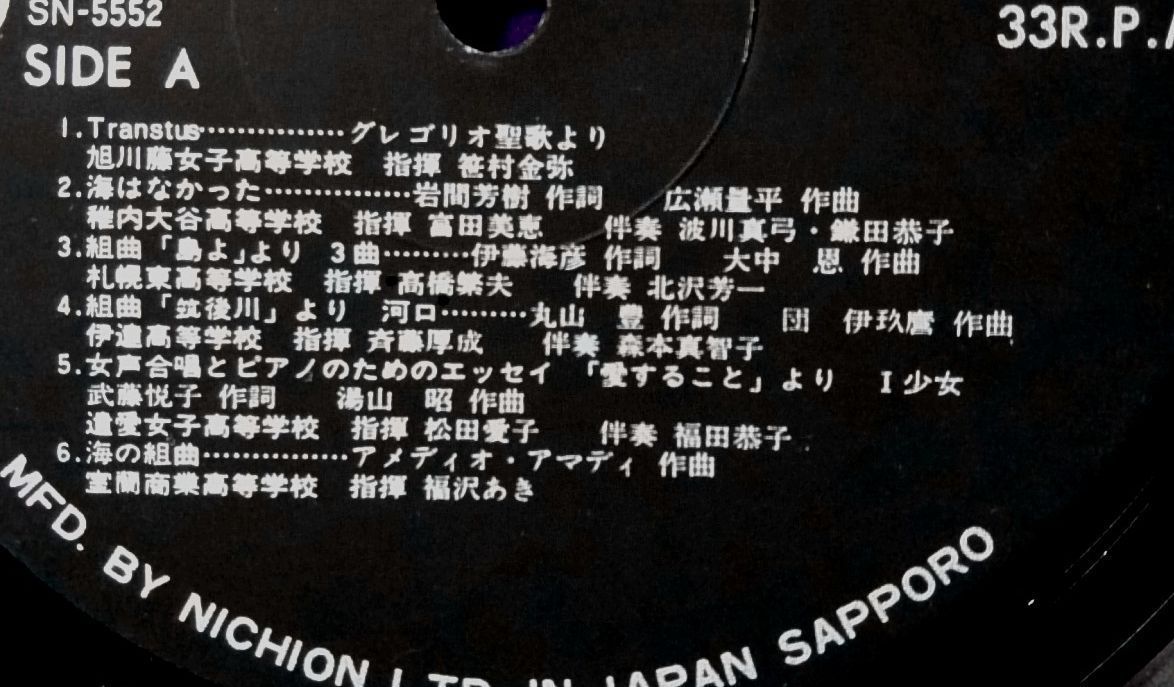 SN-5552
33R.P.
SIDE A
1.Transtus……………グレゴリオ聖歌より
旭川藤女子高等学校　指揮 笹村金弥
2.海はなかった……………岩間芳樹 作詞　　広瀬量平 作曲
稚内大谷高等学校　指揮 富田美恵　　伴奏 波川真弓・鎌田恭子
3.組曲「島よ」より　3曲………伊藤海彦 作詞　　大中　恩 作曲
札幌東高等学校　指揮 高橋繁夫　　伴奏 北沢芳一
4.組曲「筑後川」より　河口………丸山　豊 作詞　　団　伊玖麿 作曲
伊達高等学校　指揮 斉藤厚成　　伴奏 森本真智子
5.女声合唱とピアノのためのエッセイ　「愛すること」より　I少女
武藤悦子 作詞　　湯山　昭 作曲
遺愛女子高等学校　指揮 松田愛子　　伴奏 福田恭子
6.海の組曲……………アメディオ・アマディ 作曲
室蘭商業高等学校　指揮 福沢あき
MFD. BY NICHION LTD. IN JAPAN SAPPORO